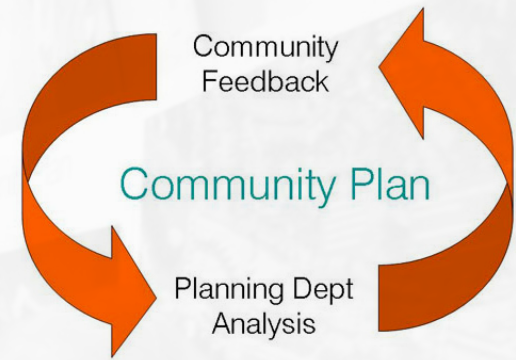 Community
Feedback
Community Plan
Planning Dept
Analysis